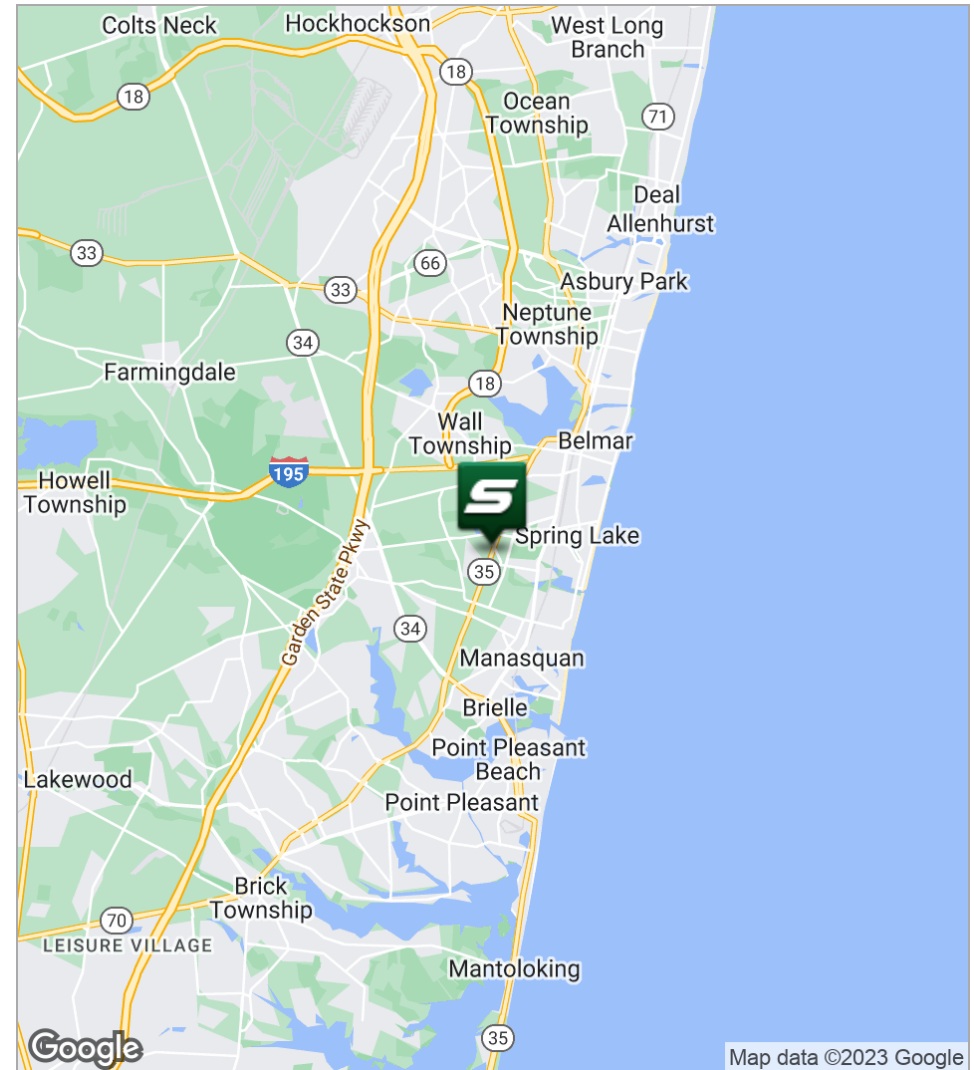 Colts Neck
Hockhockson
West Long
Branch
18
18
Ocean
Township
71
Deal
Allenhurst
33
66
Asbury Park
33
Neptune
Township
34
Farmingdale
18
Wall
Township
Belmar
195
Howell
Township
S
Spring Lake
35
Garden State Pkwy
34
Manasquan
Brielle
Point Pleasant
Beach
Lakewood
Point Pleasant
Brick
Township
70
LEISURE VILLAGE
Mantoloking
35
Google
Map data ©2023 Google